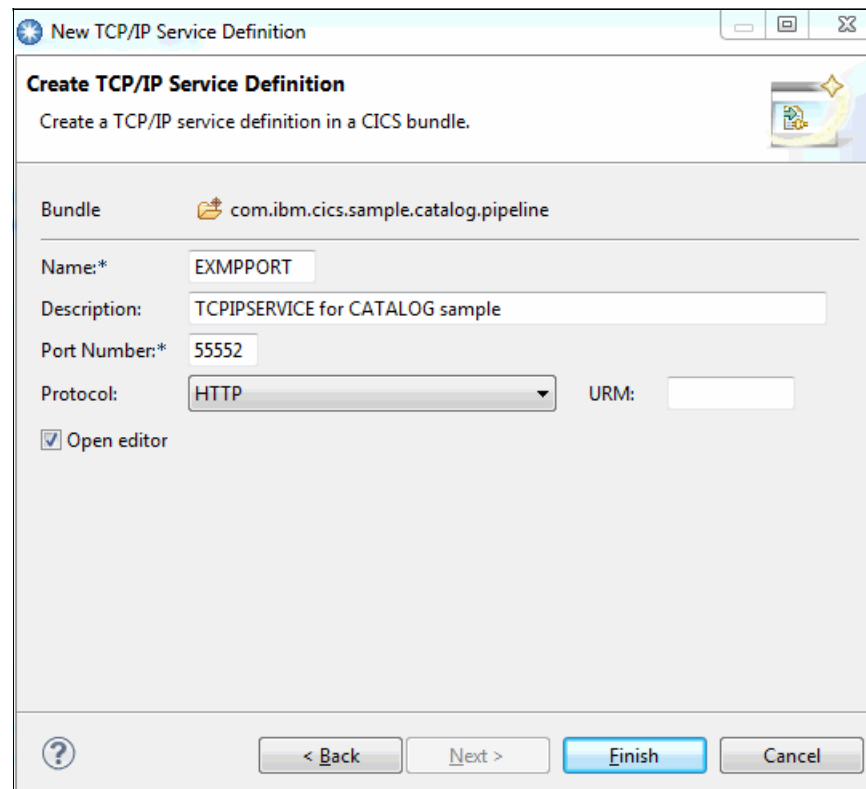 New TCP/IP Service Definition
Create TCP/IP Service Definition
Create a TCP/IP service definition in a CICS bundle.
Bundle com.ibm.cics.sample.catalog.pipeline
Name:* EXMPPORT
Description: TCPIPSERVICE for CATALOG sample
Port Number:* 55552
Protocol: HTTP URM:
Open editor
? < Back Next > Finish Cancel